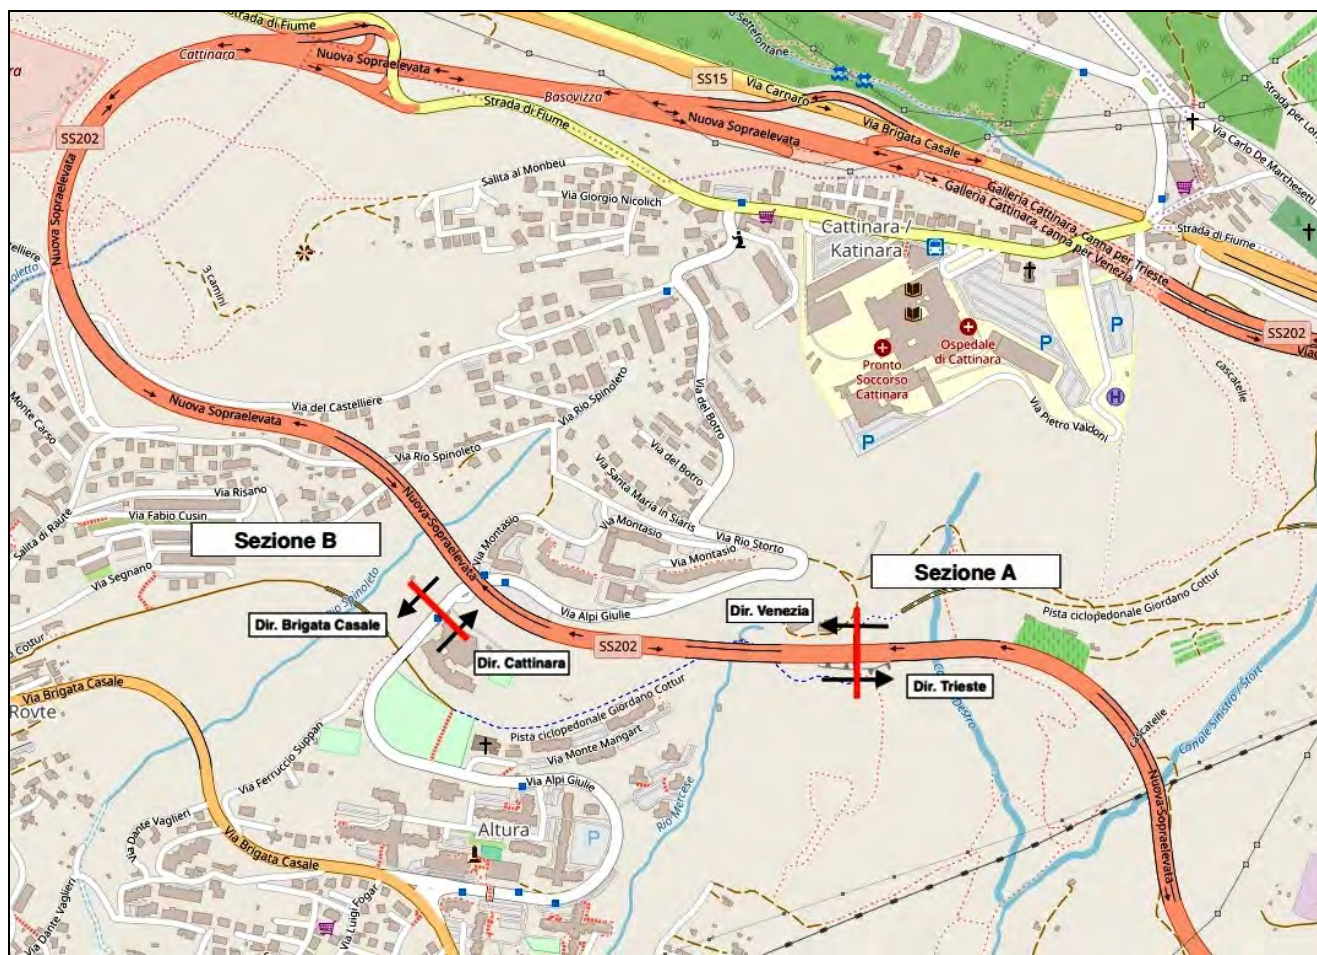 Strada di Fiume
Cattinara
Nuova Sopraelevata
Basovizza
SS15
Via Carnaro
Settefontane
Strada di Fiume
Nuova Sopraelevata
Via Brigata Casale
Strada per Lon
Via Carlo De Marchesetti
SS202
Salita al Monbeu
Via Giorgio Nicolich
Galleria Cattinara, canna per Trieste
Galleria Cattinara, canna per Venezia
Cattinara /
Katinara
Strada di Fiume
Nuova Sopraelevata
3 camini
Ospedale
di Cattinara
Pronto
Soccorso
Cattinara
P
P
P
H
SS202
cascatelle
Via Pietro Valdoni
Monte Carso
Nuova Sopraelevata
Via del Castelliere
Via Rio Spinoleto
Via del Botro
Via Rio Spinoleto
Via del Botro
Via Santa Maria in Siaris
Via Risano
Via Fabio Cusin
Salita di Raute
Nuova-Sopraelevata
Via Montasio
Via Montasio
Via Rio Storto
Via Montasio
Sezione B
Sezione A
Via Segnano
Rio Spinoleto
Via Alpi Giulie
Dir. Venezia
Pista ciclopedonale Giordano Cottur
Dir. Brigata Casale
Dir. Cattinara
SS202
Dir. Trieste
Destro
Via Brigata Casale
Rovte
Pista ciclopedonale Giordano Cottur
Via Monte Mangart
cascatelle
Canale Sinistro / Štort
Via Ferruccio Suppan
Via Alpi Giulie
Rio Mercese
Nuova-Sopraelevata
Via Dante Vaglieri
Via Brigata Casale
Altura
P
Via Dante Vaglieri
Via Luigi Fogar